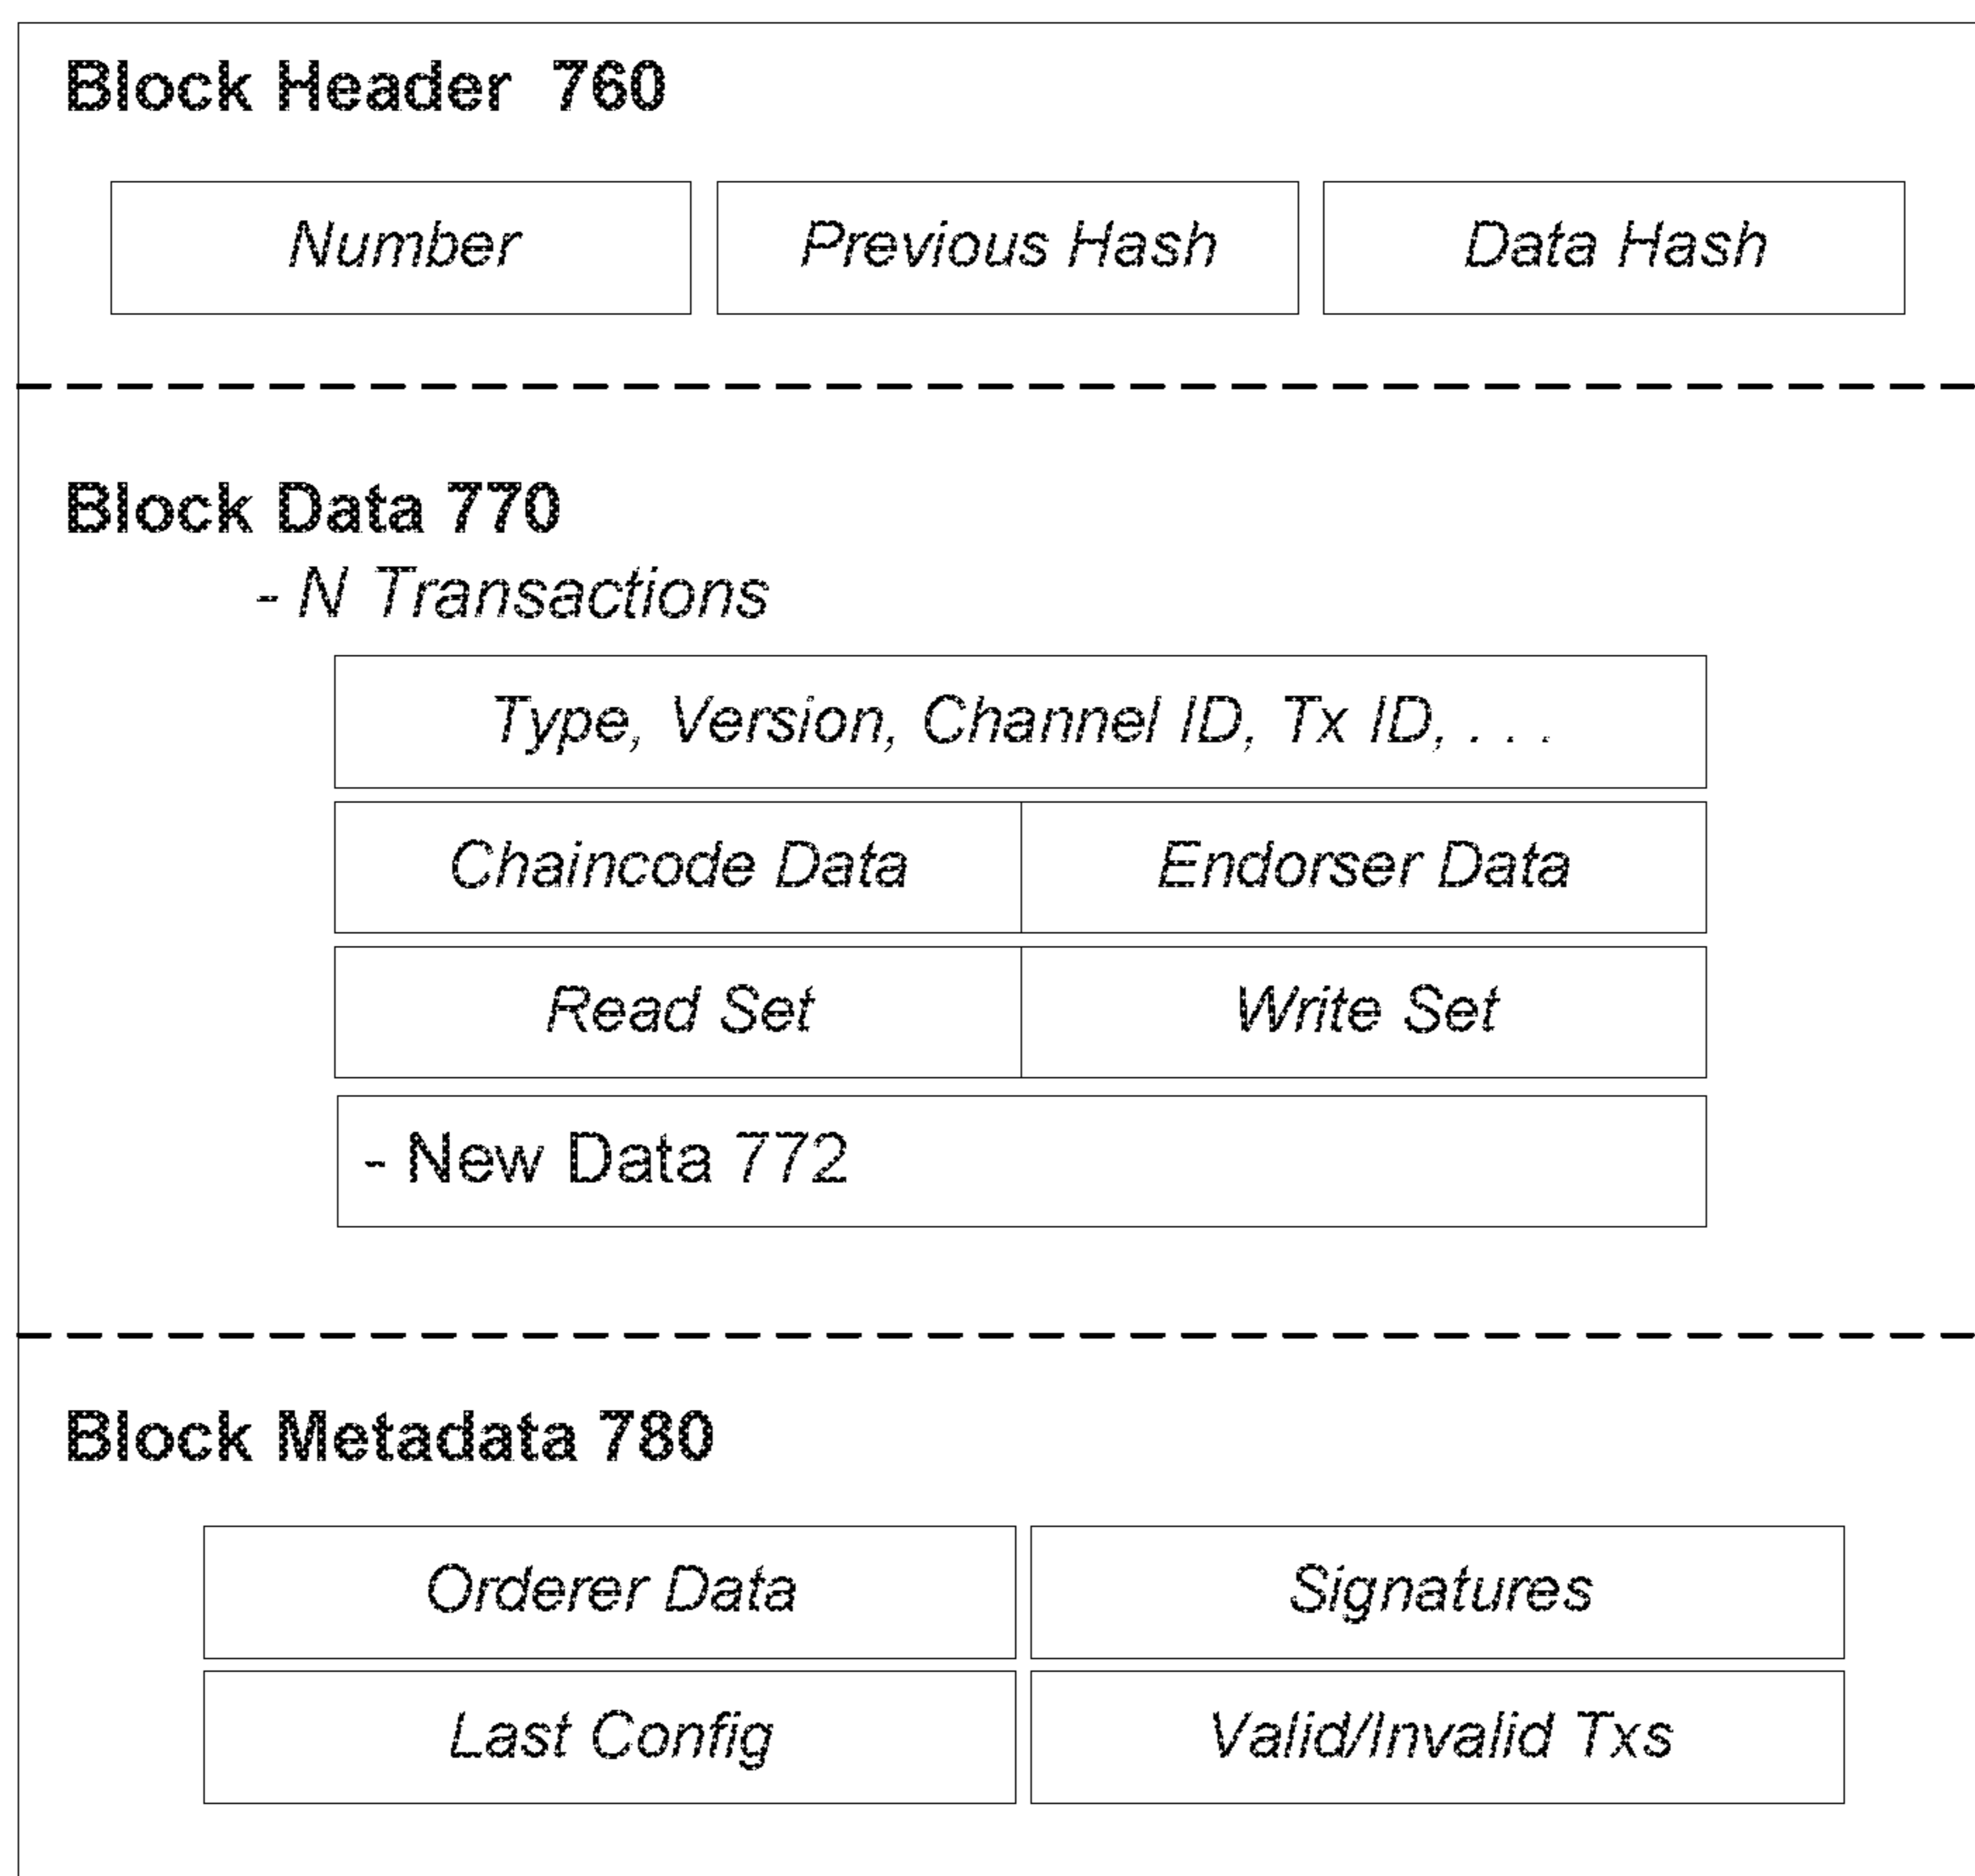 Block Header 760
Number Previous Hash Data Hash
Block Data 770
- N Transactions
Type, Version, Channel ID, Tx ID, . . .
Chaincode Data Endorser Data
Read Set Write Set
- New Data 772
Block Metadata 780
Orderer Data Signatures
Last Config Valid/Invalid Txs